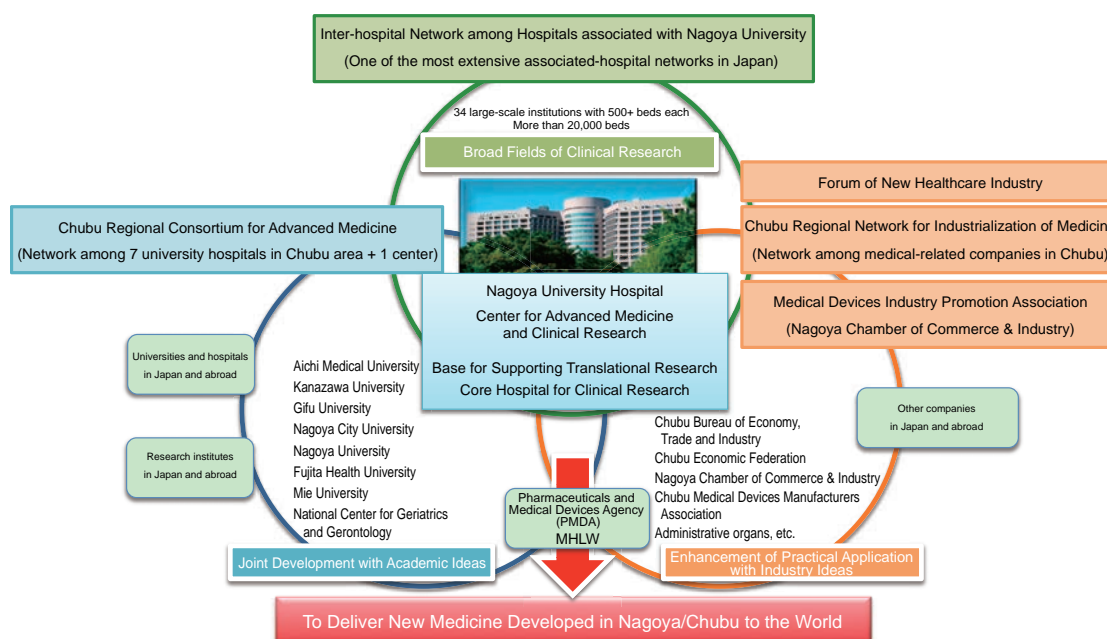 Inter-hospital Network among Hospitals associated with Nagoya University
(One of the most extensive associated-hospital networks in Japan)
34 large-scale institutions with 500+ beds each
More than 20,000 beds
Broad Fields of Clinical Research
Forum of New Healthcare Industry
Chubu Regional Consortium for Advanced Medicine
(Network among 7 university hospitals in Chubu area + 1 center)
Chubu Regional Network for Industrialization of Medicin
(Network among medical-related companies in Chubu)
Medical Devices Industry Promotion Association
(Nagoya Chamber of Commerce & Industry)
Nagoya University Hospital
Center for Advanced Medicine
and Clinical Research
Base for Supporting Translational Research
Core Hospital for Clinical Research
Universities and hospitals
in Japan and abroad
Research institutes
in Japan and abroad
Aichi Medical University
Kanazawa University
Gifu University
Nagoya City University
Nagoya University
Fujita Health University
Mie University
National Center for Geriatrics
and Gerontology
Chubu Bureau of Economy,
Trade and Industry
Chubu Economic Federation
Nagoya Chamber of Commerce & Industry
Chubu Medical Devices Manufacturers
Association
Administrative organs, etc.
Other companies
in Japan and abroad
Pharmaceuticals and
Medical Devices Agency
(PMDA)
MHLW
Joint Development with Academic Ideas
Enhancement of Practical Application
with Industry Ideas
To Deliver New Medicine Developed in Nagoya/Chubu to the World